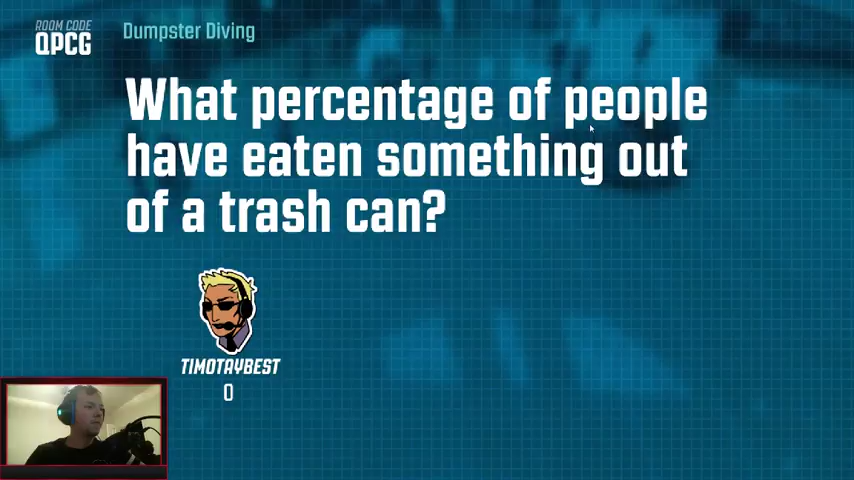 ROOM CODE
QPCG
Dumpster Diving
What percentage of people
have eaten something out
of a trash can?
TIMOTAYBEST
0